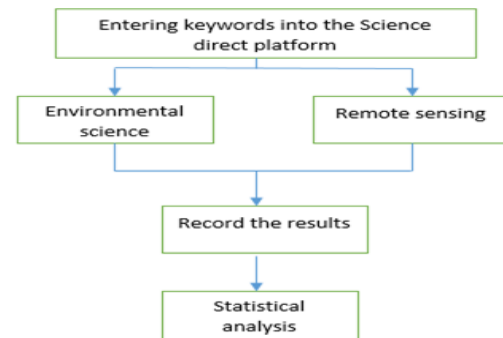 Entering keywords into the Science
direct platform
Environmental
science
Remote sensing
Record the results
Statistical
analysis